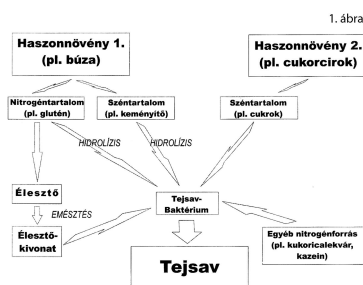 1. ábra
Haszonnövény 1.
(pl. búza)
Haszonnövény 2.
(pl. cukorcirok)
Nitrogéntartalom
(pl. glutén)
Széntartalom
(pl. keményítő)
Széntartalom
(pl. cukrok)
HIDROLÍZIS
HIDROLÍZIS
Élesztő
EMÉSZTÉS
Élesztő-
kivonat
Tejsav-
Baktérium
Egyéb nitrogénforrás
(pl. kukoricalekvár,
kazein)
Tejsav